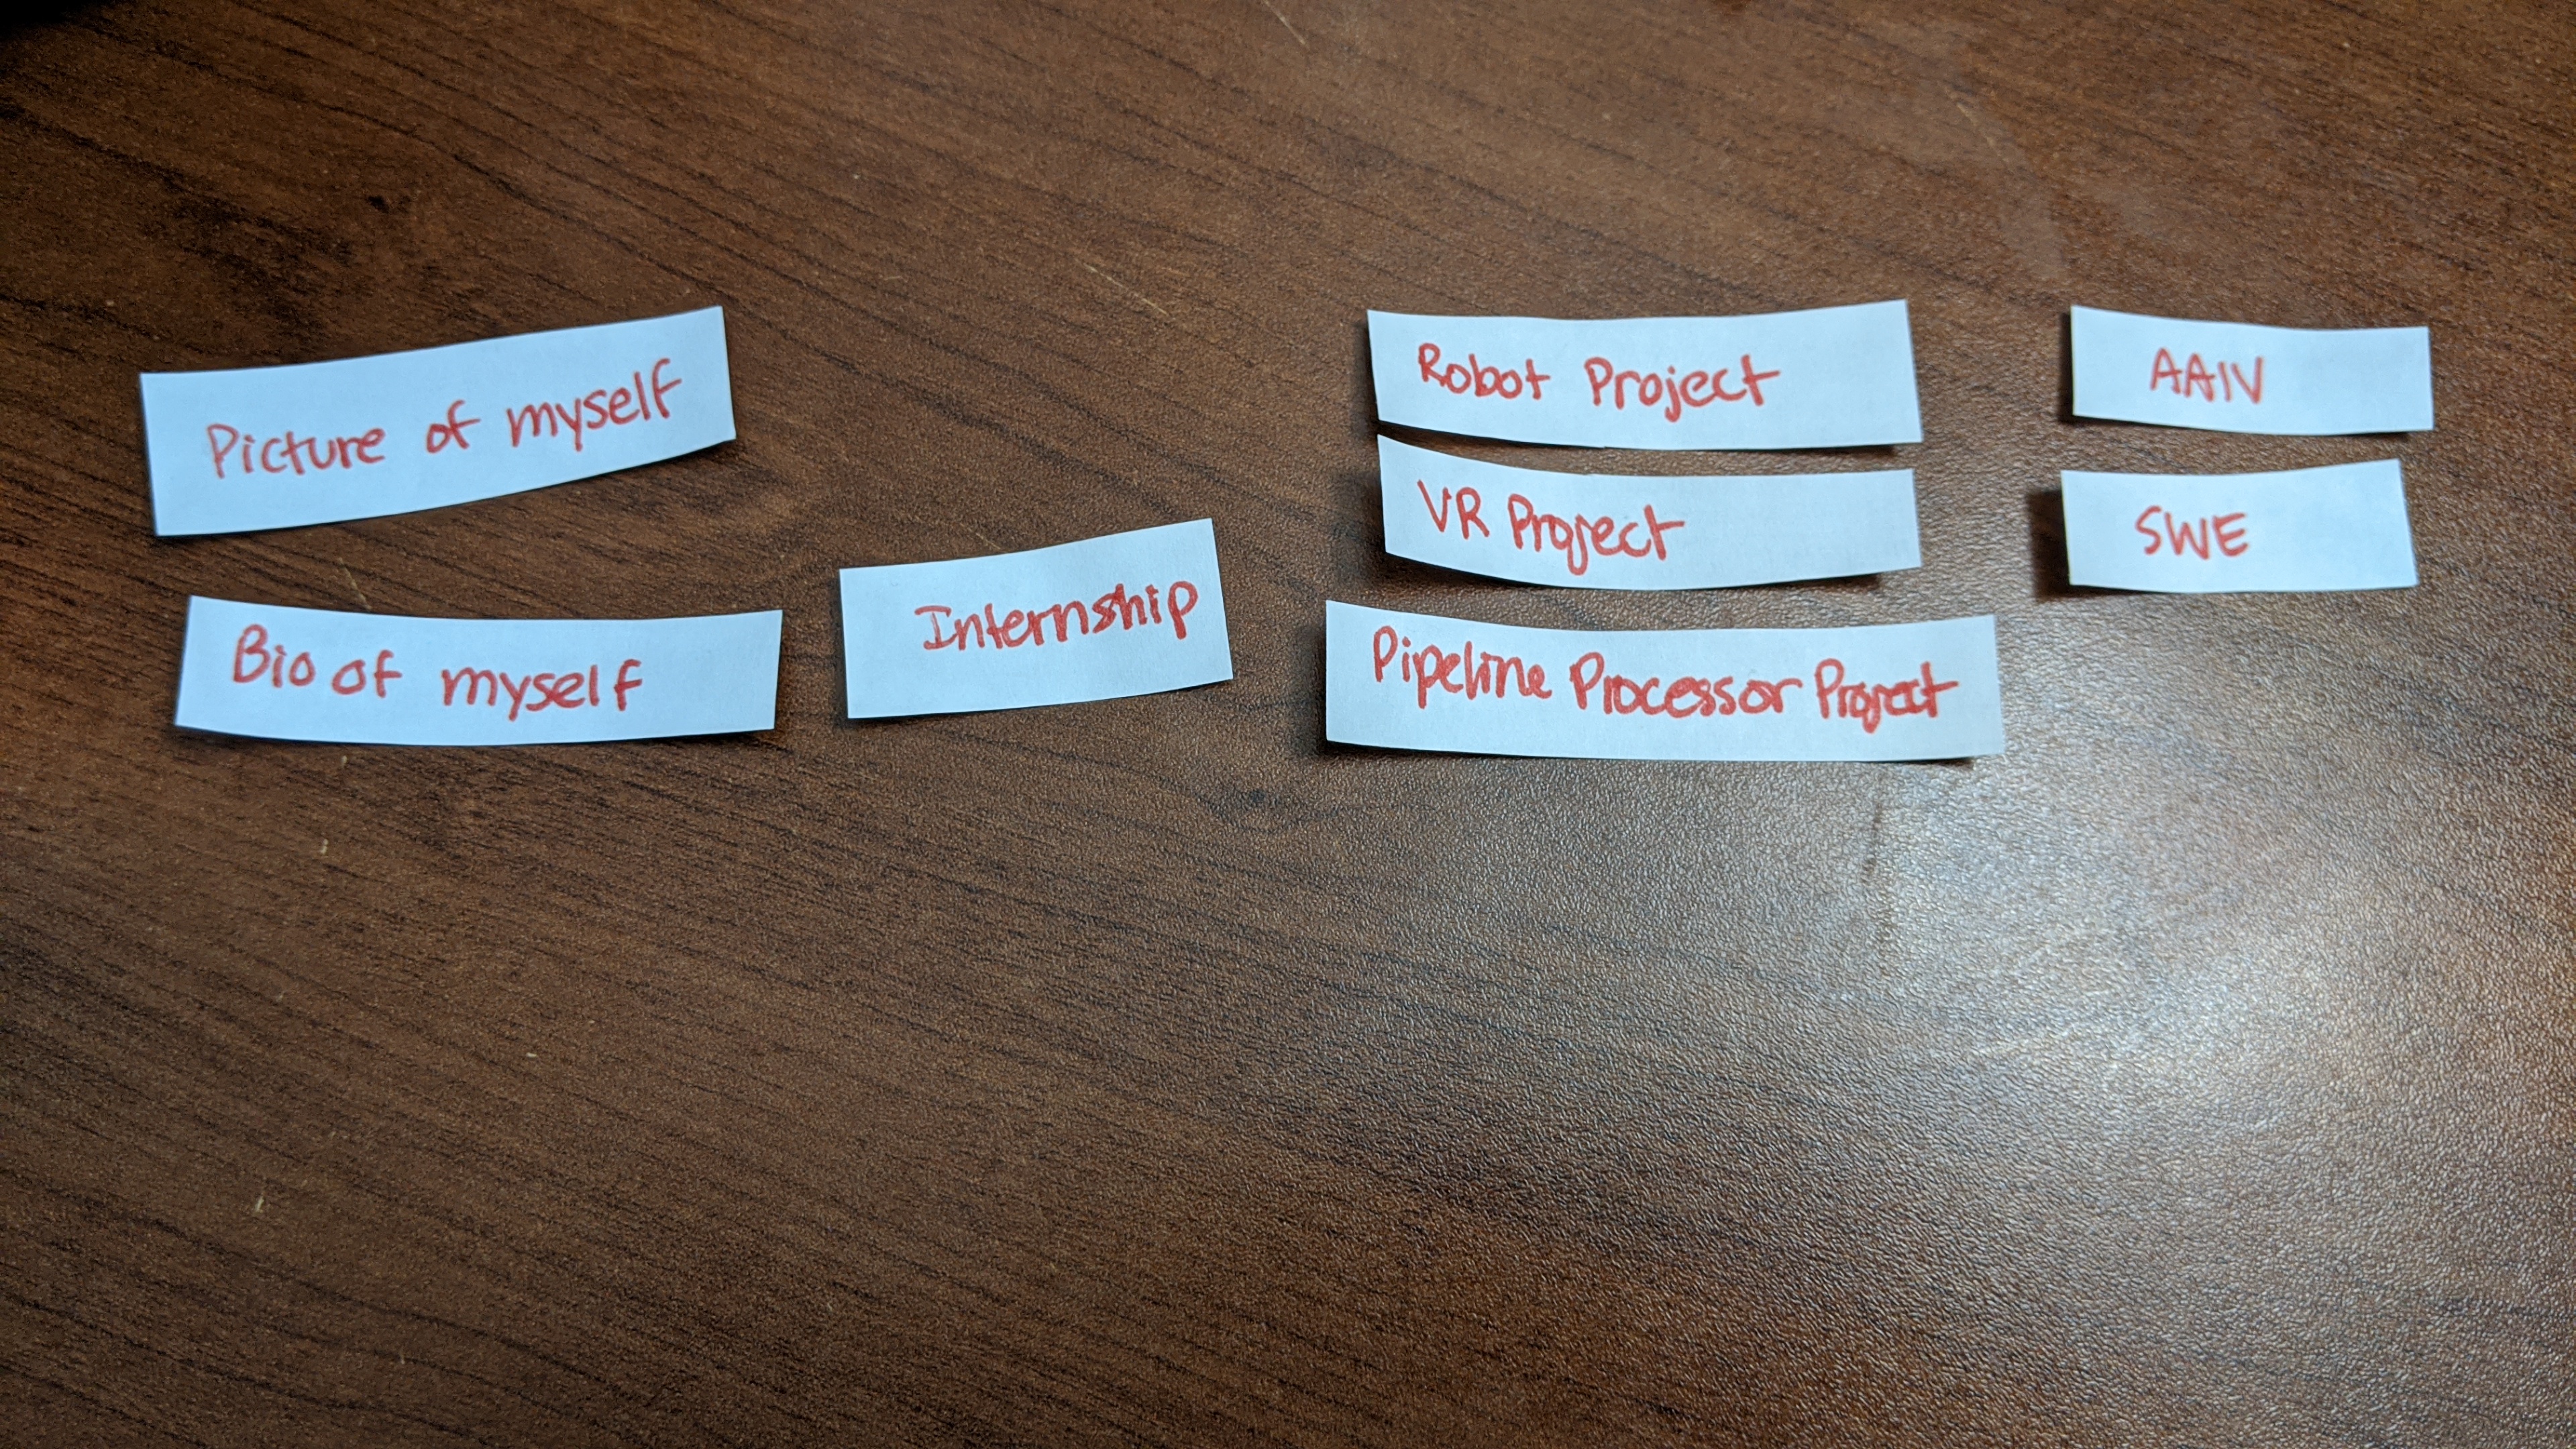 Picture of myself
Bio of myself
Internship
Robot Project
VR Project
Pipeline Processor Project
AAIV
SWE